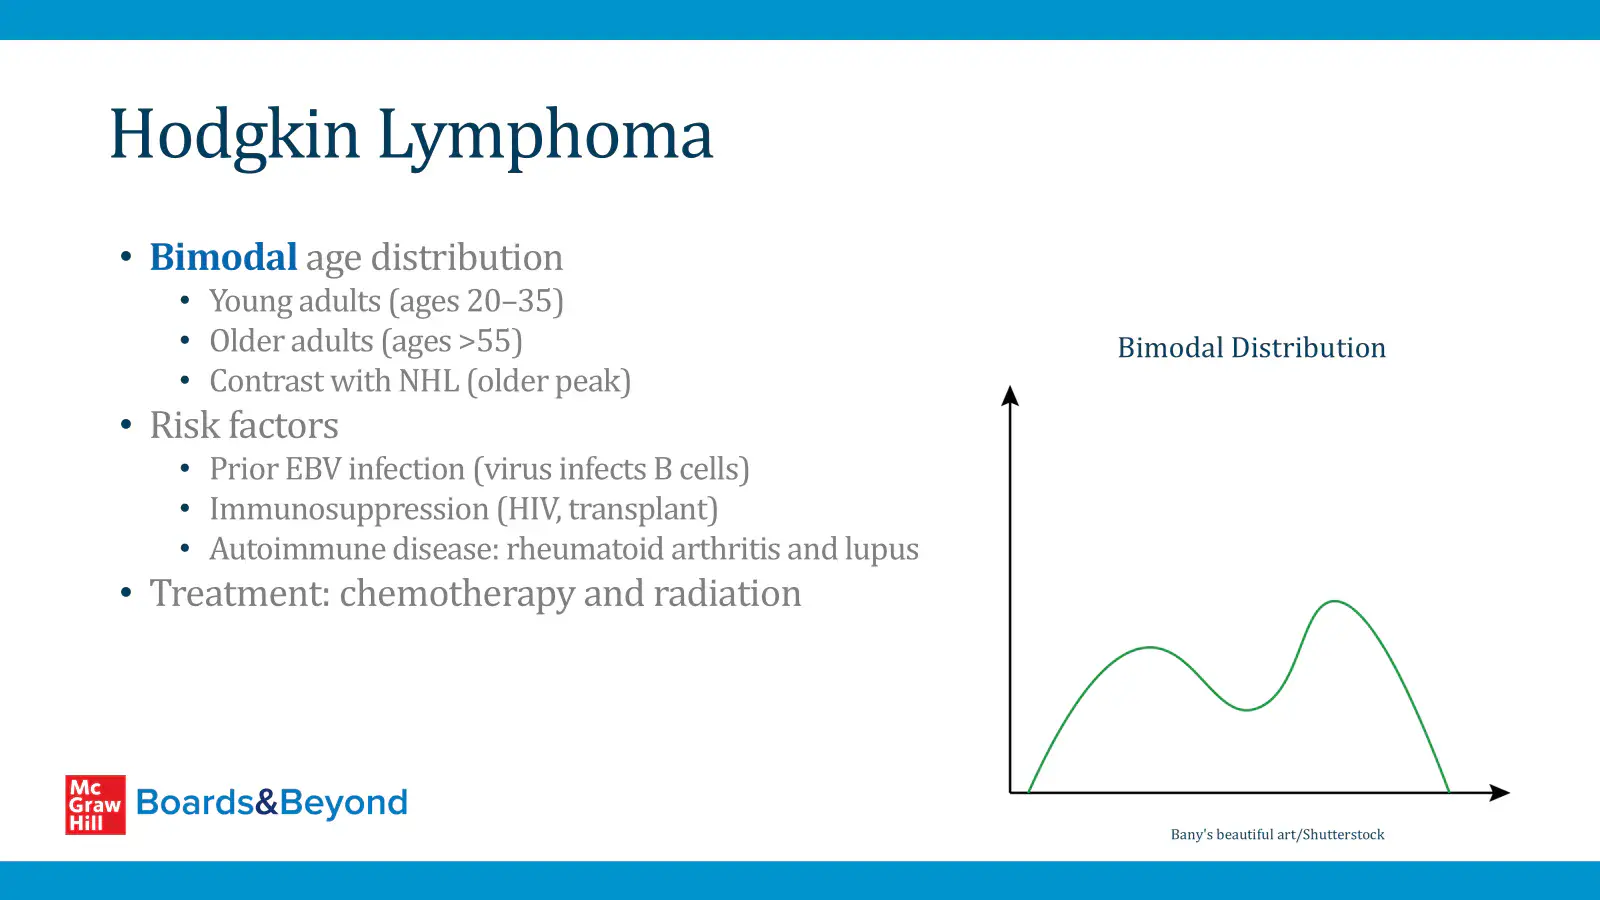 Hodgkin Lymphoma
• Bimodal age distribution
• Young adults (ages 20–35)
• Older adults (ages >55)
• Contrast with NHL (older peak)
• Risk factors
• Prior EBV infection (virus infects B cells)
• Immunosuppression (HIV, transplant)
• Autoimmune disease: rheumatoid arthritis and lupus
• Treatment: chemotherapy and radiation
Bimodal Distribution
Mc
Graw
Hill
Boards&Beyond
Bany's beautiful art/Shutterstock